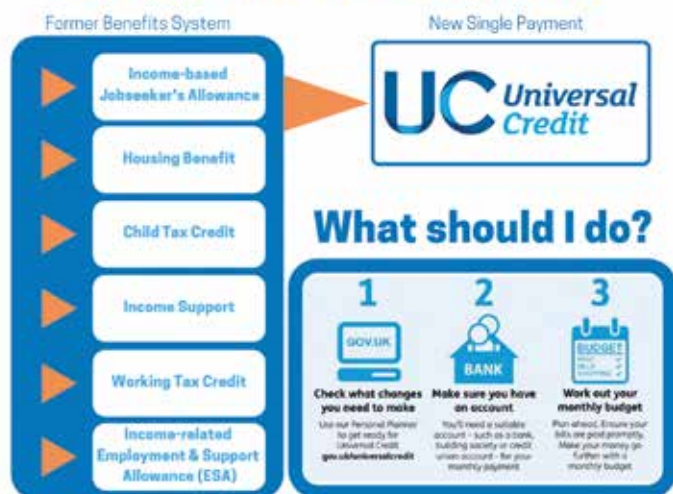 Former Benefits System
New Single Payment
Income-based
Jobseeker's Allowance
Housing Benefit
Child Tax Credit
Income Support
Working Tax Credit
Income-related
Employment & Support
Allowance (ESA)
UC Universal
Credit
What should I do?
1
GOV.UK
Check what changes
you need to make
Use our Personal Planner
to get ready for
Universal Credit
gov.uk/universalcredit
2
BANK
Make sure you have
an account
You'll need a suitable
account - such as a bank,
building society or credit
union account - for your
monthly payment
3
BUDGET
Work out your
monthly budget
Plan ahead. Ensure your
bills are paid promptly.
Make your money go
further with a
monthly budget